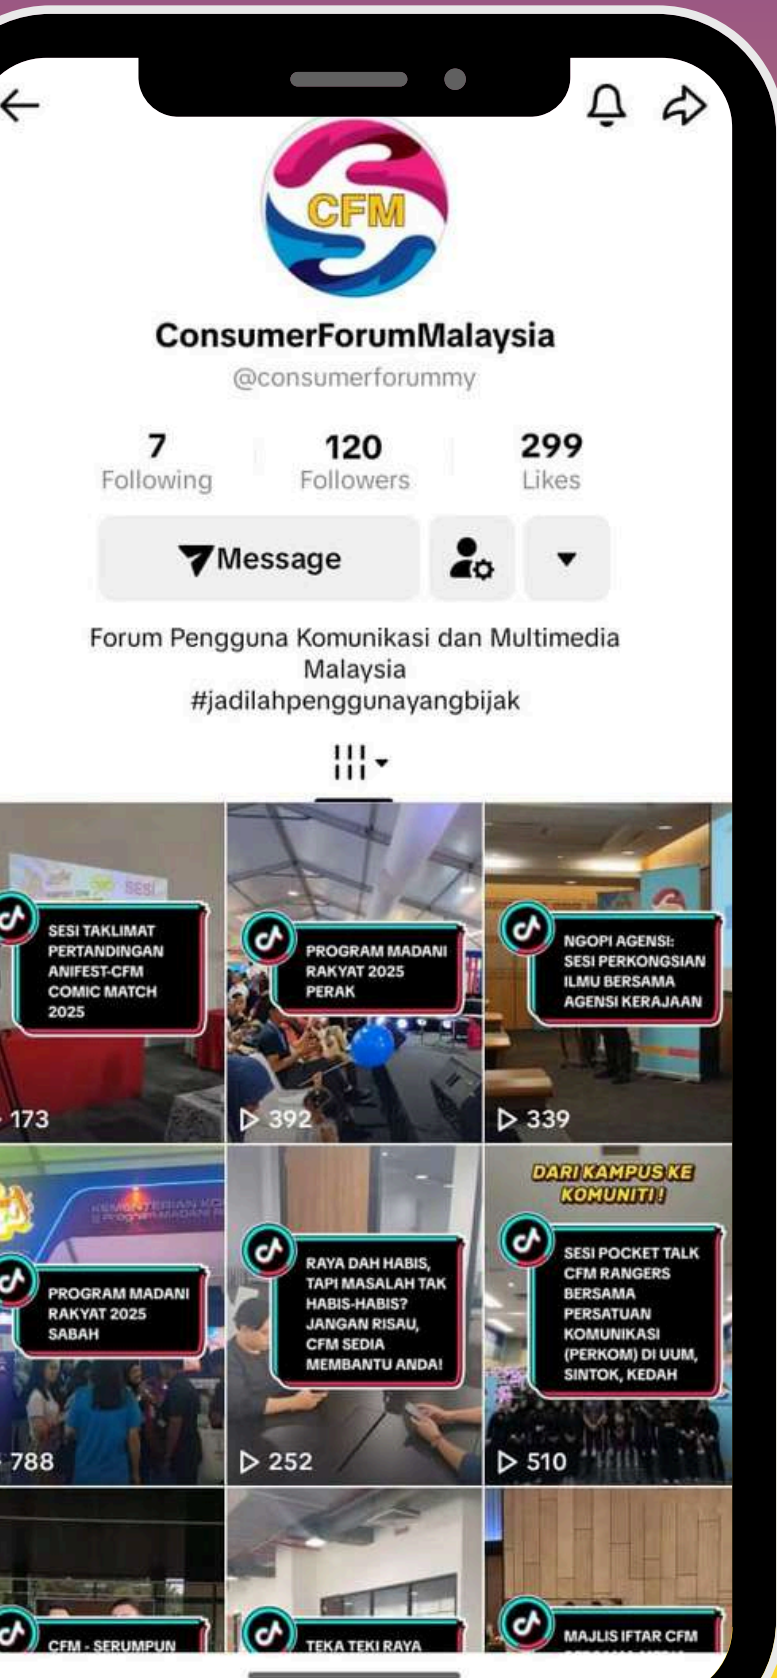 CFM
ConsumerForumMalaysia
@consumerforummy
7
Following
120
Followers
299
Likes
Message
Forum Pengguna Komunikasi dan Multimedia
Malaysia
#jadilahpenggunayangbijak
SESI
SESI TAKLIMAT
PERTANDINGAN
ANIFEST-CFM
COMIC MATCH
2025
173
PROGRAM MADANI
RAKYAT 2025
PERAK
392
NGOPI AGENSI:
SESI PERKONGSIAN
ILMU BERSAMA
AGENSI KERAJAAN
339
PROGRAM MADANI
RAKYAT 2025
SABAH
788
RAYA DAH HABIS,
TAPI MASALAH TAK
HABIS-HABIS?
JANGAN RISAU,
CFM SEDIA
MEMBANTU ANDA!
252
DARI KAMPUS KE
KOMUNITI!
SESI POCKET TALK
CFM RANGERS
BERSAMA
PERSATUAN
KOMUNIKASI
(PERKOM) DI UUM,
SINTOK, KEDAH
510
CFM - SERUMPUN
TEKA TEKI RAYA
MAJLIS IFTAR CFM